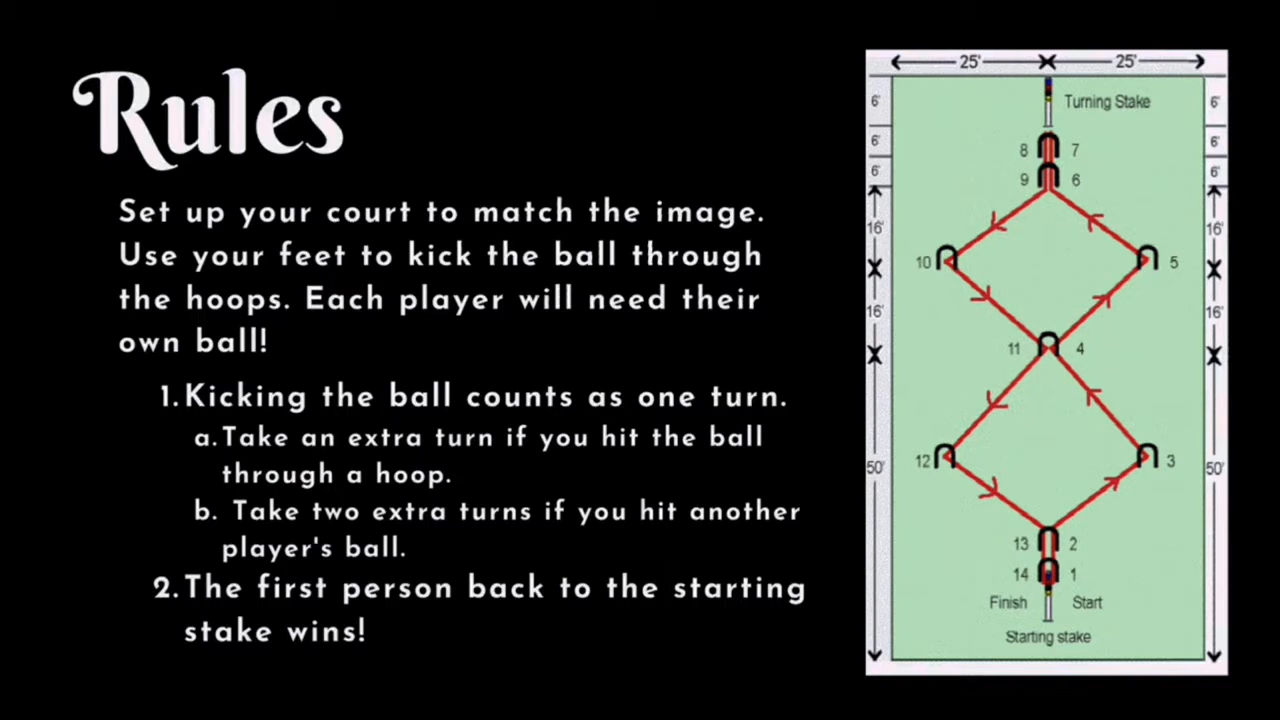 Rules
Set up your court to match the image.
Use your feet to kick the ball through
the hoops. Each player will need their
own ball!
1. Kicking the ball counts as one turn.
a. Take an extra turn if you hit the ball
through a hoop.
b. Take two extra turns if you hit another
player's ball.
2. The first person back to the starting
stake wins!
25' 25'
6' Turning Stake 6'
6' 8 7 6'
6' 9 6 6'
16' 16'
10 5
16' 16'
11 4
12 3
50' 50'
13 2
14 1
Finish Start
Starting stake